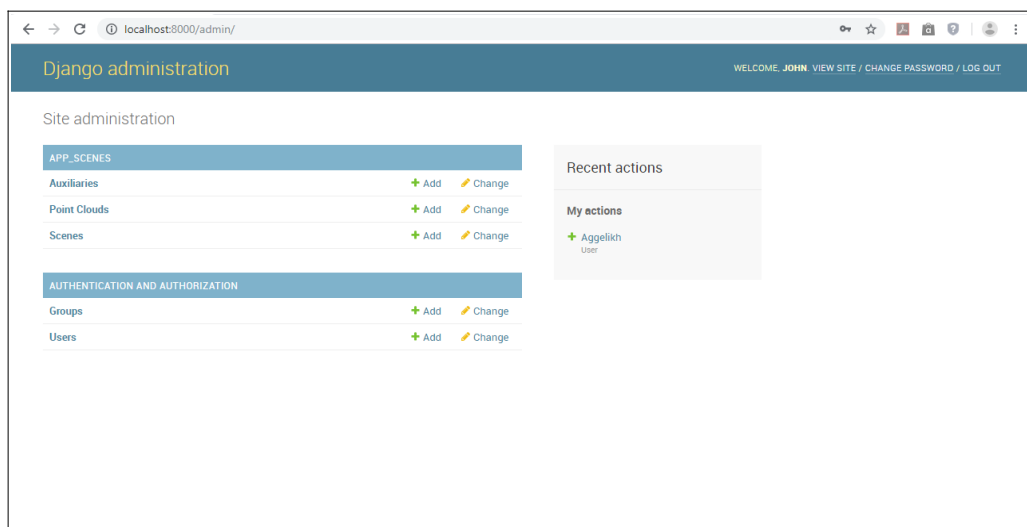 localhost:8000/admin/
Django administration
WELCOME, JOHN. VIEW SITE / CHANGE PASSWORD / LOG OUT
Site administration
APP_SCENES
Auxiliaries Add Change
Point Clouds Add Change
Scenes Add Change
AUTHENTICATION AND AUTHORIZATION
Groups Add Change
Users Add Change
Recent actions
My actions
Aggelikh
User